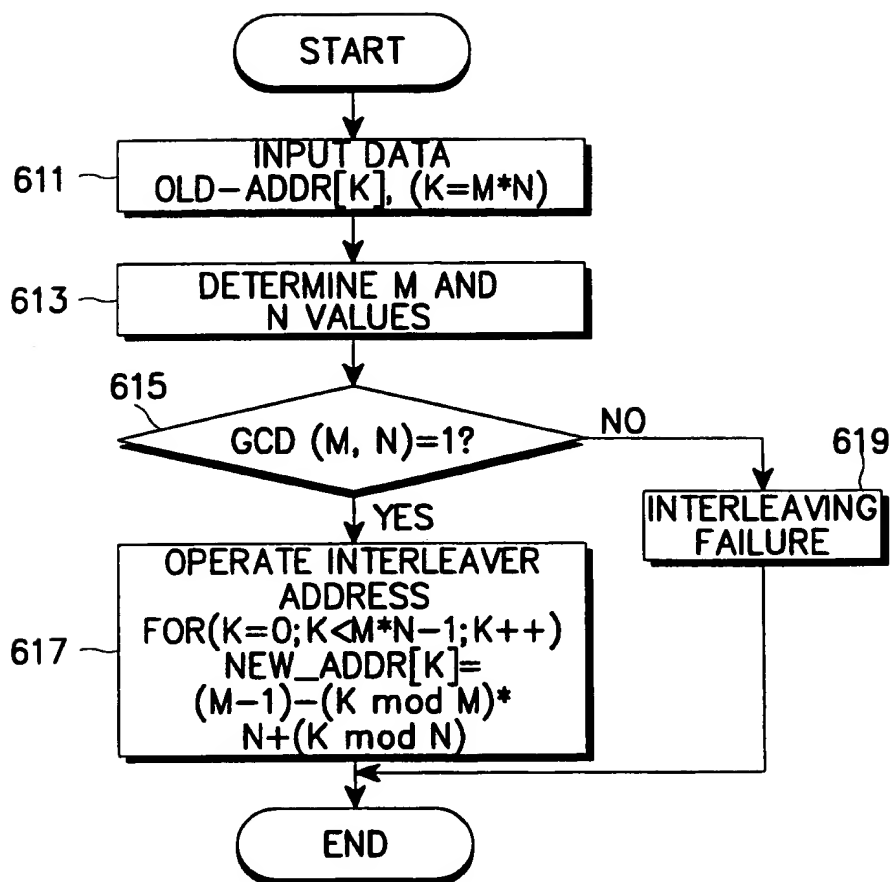 START
611
INPUT DATA
OLD-ADDR[K], (K=M*N)
613
DETERMINE M AND
N VALUES
615
GCD (M, N)=1?
NO
619
INTERLEAVING
FAILURE
YES
617
OPERATE INTERLEAVER
ADDRESS
FOR(K=0;K<M*N-1;K++)
NEW_ADDR[K]=
(M-1)-(K mod M)*
N+(K mod N)
END